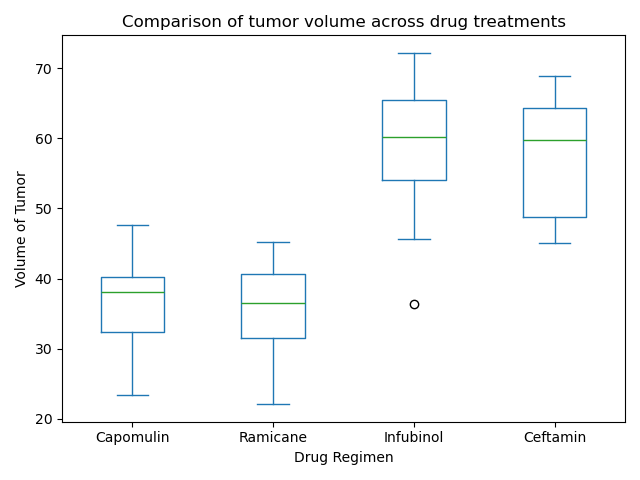 Comparison of tumor volume across drug treatments
70
60
50
40
30
20
Volume of Tumor
Capomulin Ramicane Infubinol Ceftamin
Drug Regimen